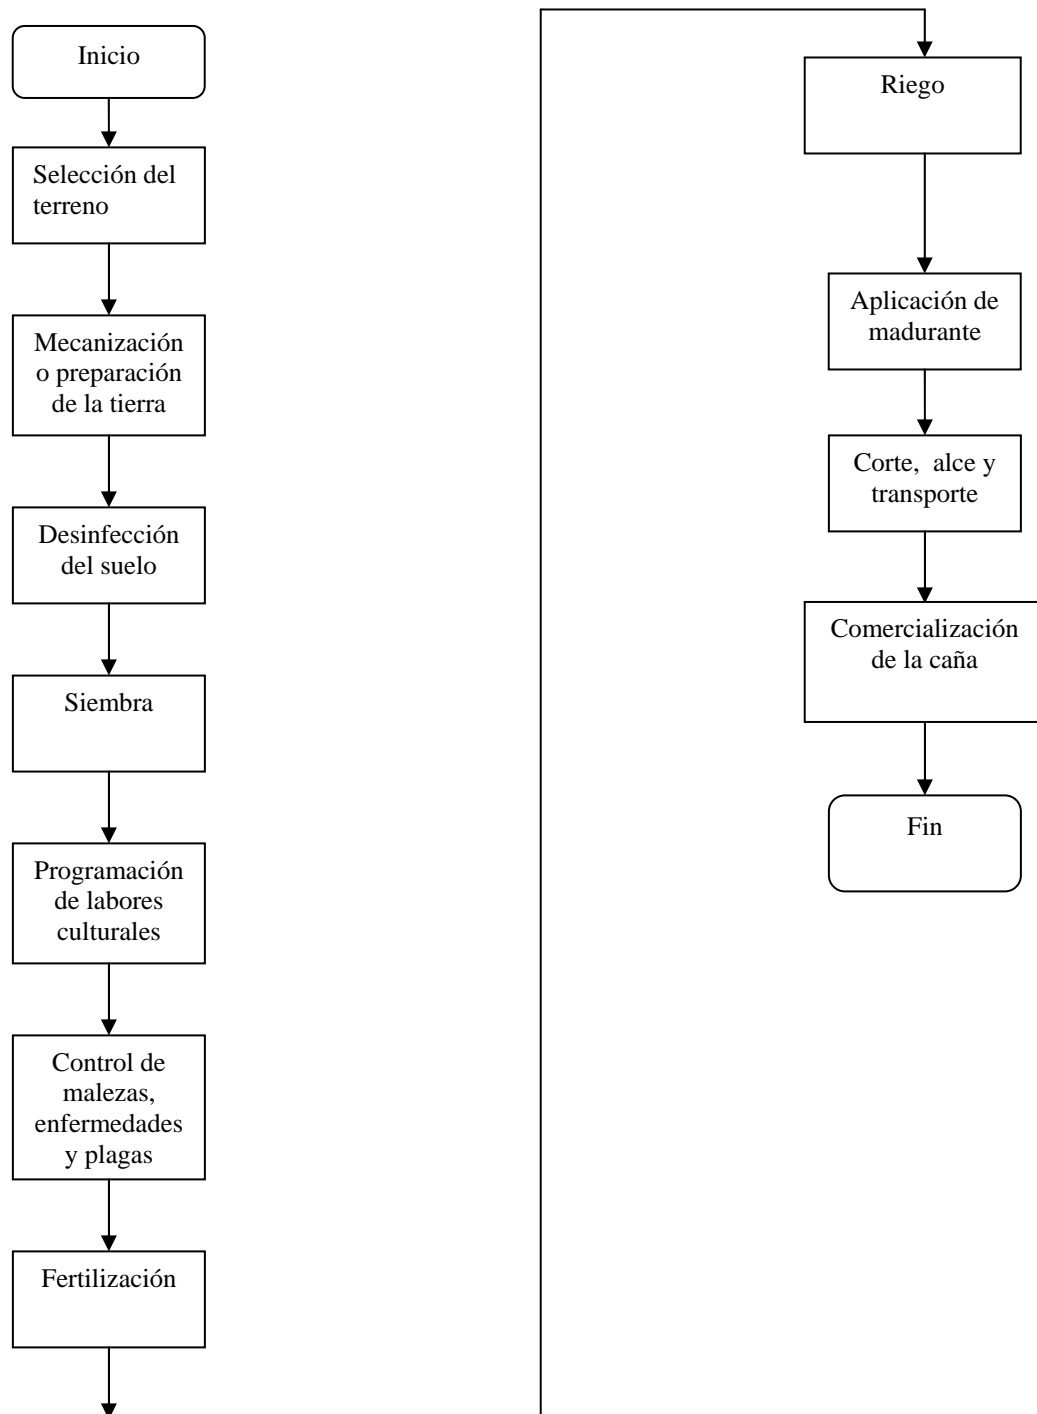 Inicio
Selección del
terreno
Mecanización
o preparación
de la tierra
Desinfección
del suelo
Siembra
Programación
de labores
culturales
Control de
malezas,
enfermedades
y plagas
Fertilización
Riego
Aplicación de
madurante
Corte, alce y
transporte
Comercialización
de la caña
Fin